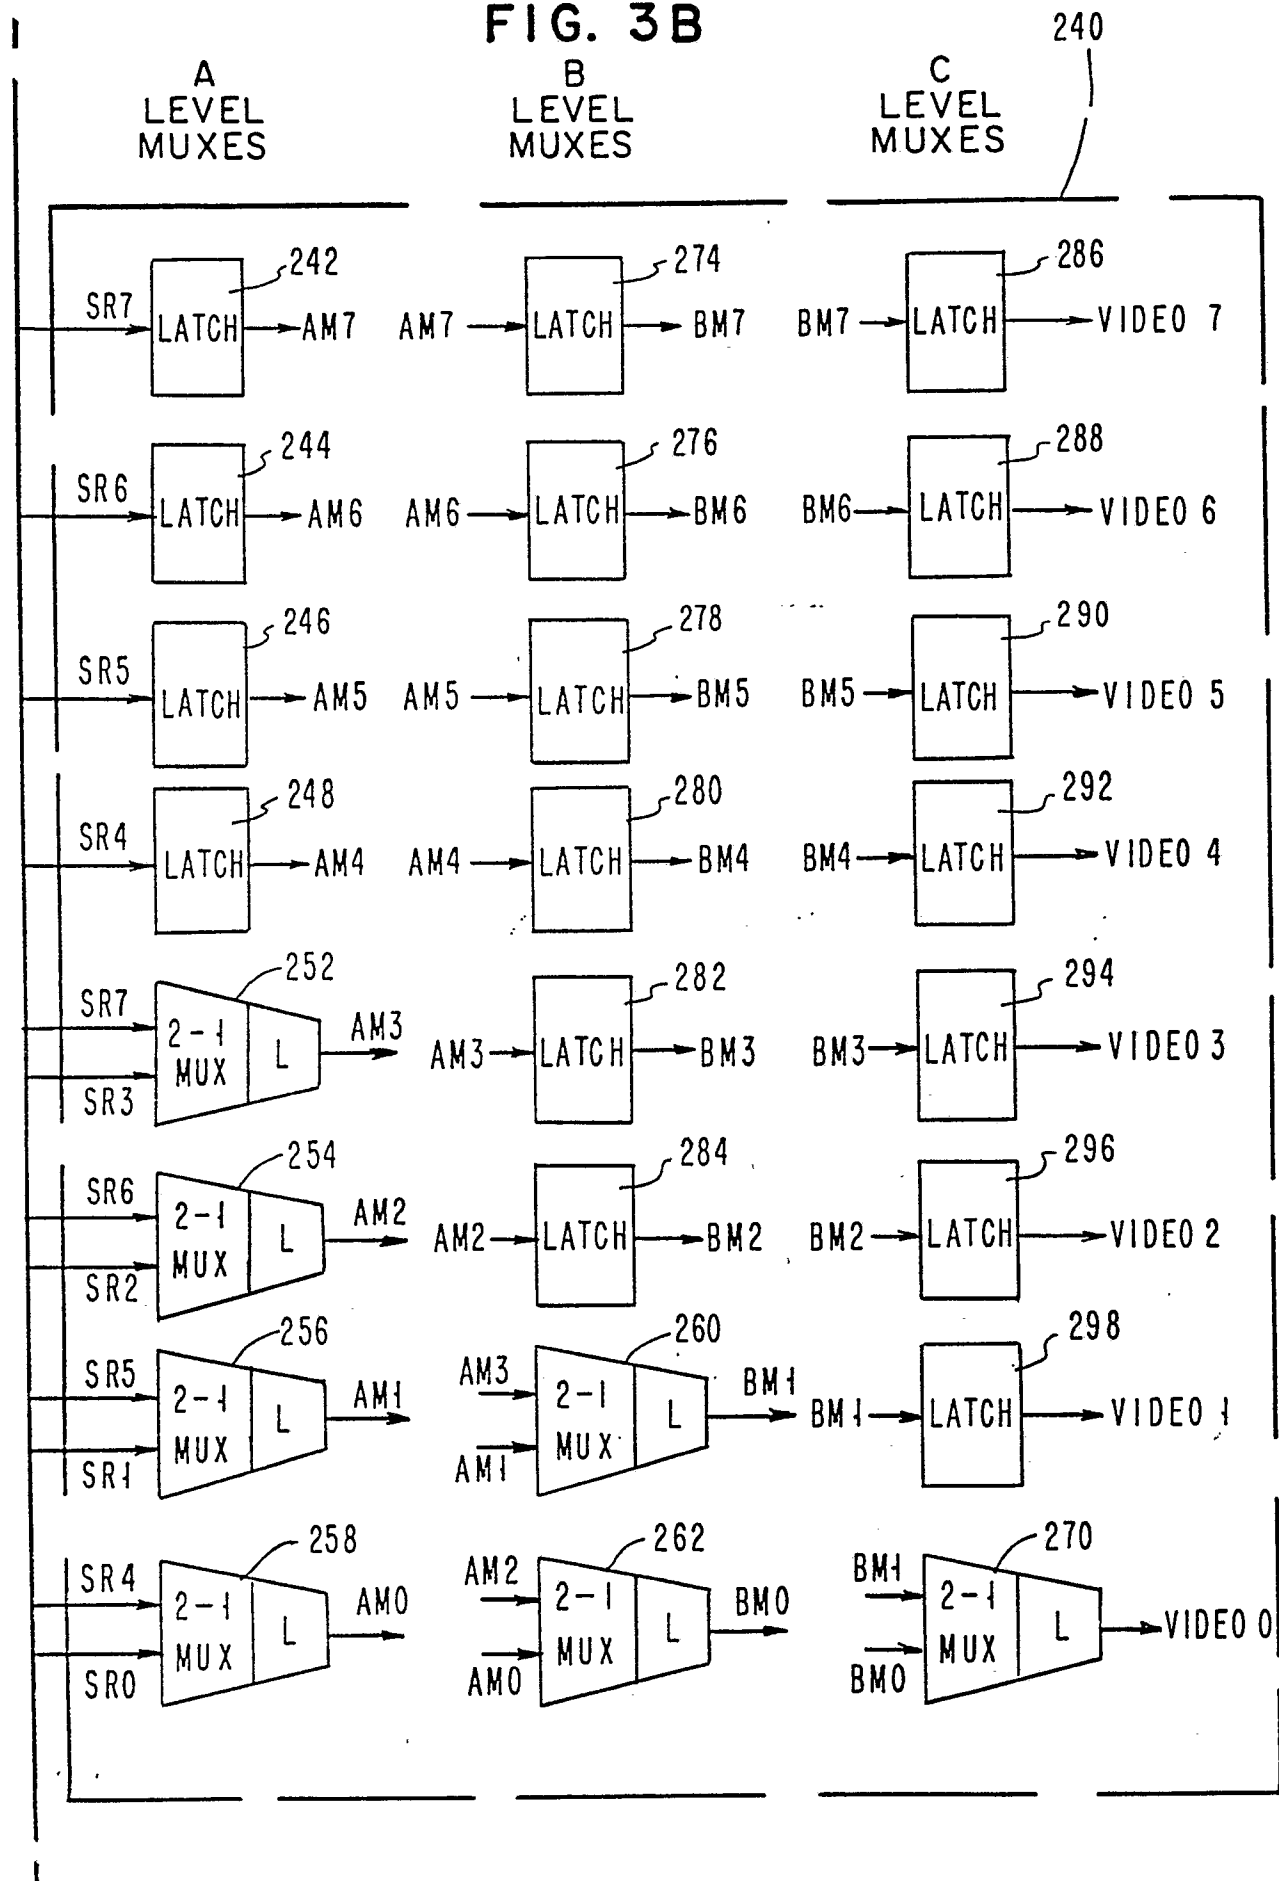 FIG. 3B
240
A
LEVEL
MUXES
B
LEVEL
MUXES
C
LEVEL
MUXES
242 274 286
SR7 LATCH AM7 AM7 LATCH BM7 BM7 LATCH VIDEO 7
244 276 288
SR6 LATCH AM6 AM6 LATCH BM6 BM6 LATCH VIDEO 6
246 278 290
SR5 LATCH AM5 AM5 LATCH BM5 BM5 LATCH VIDEO 5
248 280 292
SR4 LATCH AM4 AM4 LATCH BM4 BM4 LATCH VIDEO 4
252 282 294
SR7 2-1 MUX L AM3 AM3 LATCH BM3 BM3 LATCH VIDEO 3
SR3
254 284 296
SR6 2-1 MUX L AM2 AM2 LATCH BM2 BM2 LATCH VIDEO 2
SR2
256 260 298
SR5 2-1 MUX L AM1 AM3 2-1 MUX L BM1 BM1 LATCH VIDEO 1
SR1 AM1
258 262 270
SR4 2-1 MUX L AM0 AM2 2-1 MUX L BM0 BM1 2-1 MUX L VIDEO 0
SR0 AM0 BM0